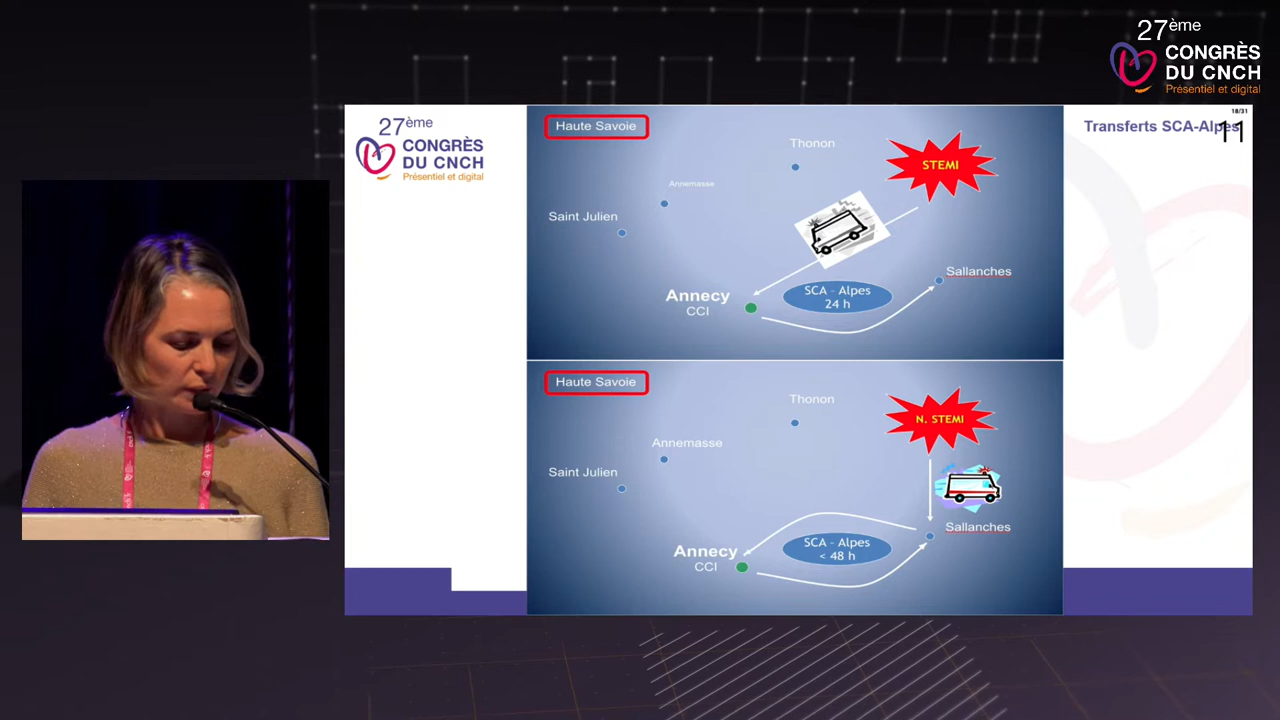 27ème
CONGRÈS
DU CNCH
Présentiel et digital
27ème
CONGRÈS
DU CNCH
Présentiel et digital
18/31
Transferts SCA-Alpes
11
Haute Savoie
Thonon
STEMI
Annemasse
Saint Julien
Sallanches
SCA - Alpes
24 h
Annecy
CCI
Haute Savoie
Thonon
N. STEMI
Annemasse
Saint Julien
Sallanches
SCA - Alpes
< 48 h
Annecy
CCI